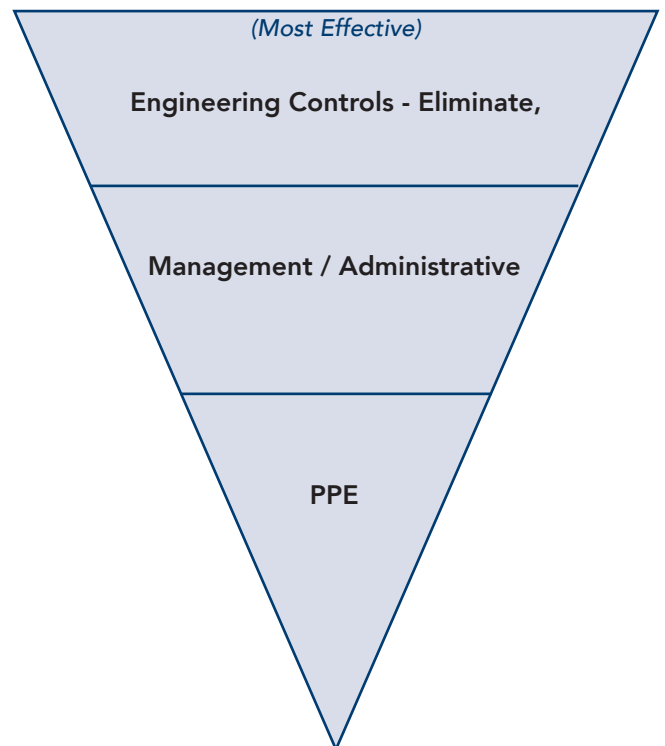 (Most Effective)
Engineering Controls - Eliminate,
Management / Administrative
PPE